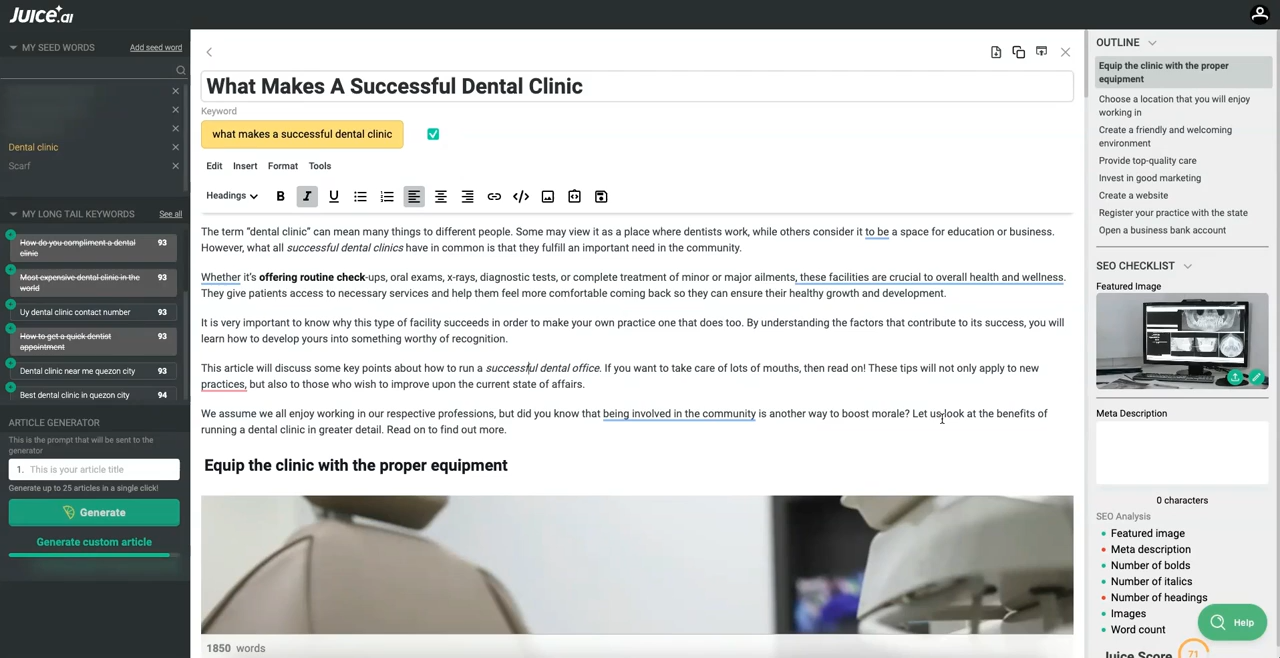 Juice.ai
MY SEED WORDS
Add seed word
Dental clinic
Scarf
MY LONG TAIL KEYWORDS
See all
How do you compliment a dental
clinic
93
Most expensive dental clinic in the
world
93
Uy dental clinic contact number 93
How to get a quick dentist
appointment
93
Dental clinic near me quezon city 93
Best dental clinic in quezon city 94
ARTICLE GENERATOR
This is the prompt that will be sent to the
generator
1. This is your article title
Generate up to 25 articles in a single click!
Generate
Generate custom article
What Makes A Successful Dental Clinic
Keyword
what makes a successful dental clinic
Edit Insert Format Tools
Headings B I U
The term "dental clinic" can mean many things to different people. Some may view it as a place where dentists work, while others consider it to be a space for education or business.
However, what all successful dental clinics have in common is that they fulfill an important need in the community.
Whether it's offering routine check-ups, oral exams, x-rays, diagnostic tests, or complete treatment of minor or major ailments, these facilities are crucial to overall health and wellness.
They give patients access to necessary services and help them feel more comfortable coming back so they can ensure their healthy growth and development.
It is very important to know why this type of facility succeeds in order to make your own practice one that does too. By understanding the factors that contribute to its success, you will
learn how to develop yours into something worthy of recognition.
This article will discuss some key points about how to run a successful dental office. If you want to take care of lots of mouths, then read on! These tips will not only apply to new
practices, but also to those who wish to improve upon the current state of affairs.
We assume we all enjoy working in our respective professions, but did you know that being involved in the community is another way to boost morale? Let us look at the benefits of
running a dental clinic in greater detail. Read on to find out more.
Equip the clinic with the proper equipment
1850 words
OUTLINE
Equip the clinic with the proper
equipment
Choose a location that you will enjoy
working in
Create a friendly and welcoming
environment
Provide top-quality care
Invest in good marketing
Create a website
Register your practice with the state
Open a business bank account
SEO CHECKLIST
Featured Image
Meta Description
0 characters
SEO Analysis
Featured image
Meta description
Number of bolds
Number of italics
Number of headings
Images
Word count
Juice Score
71
Help